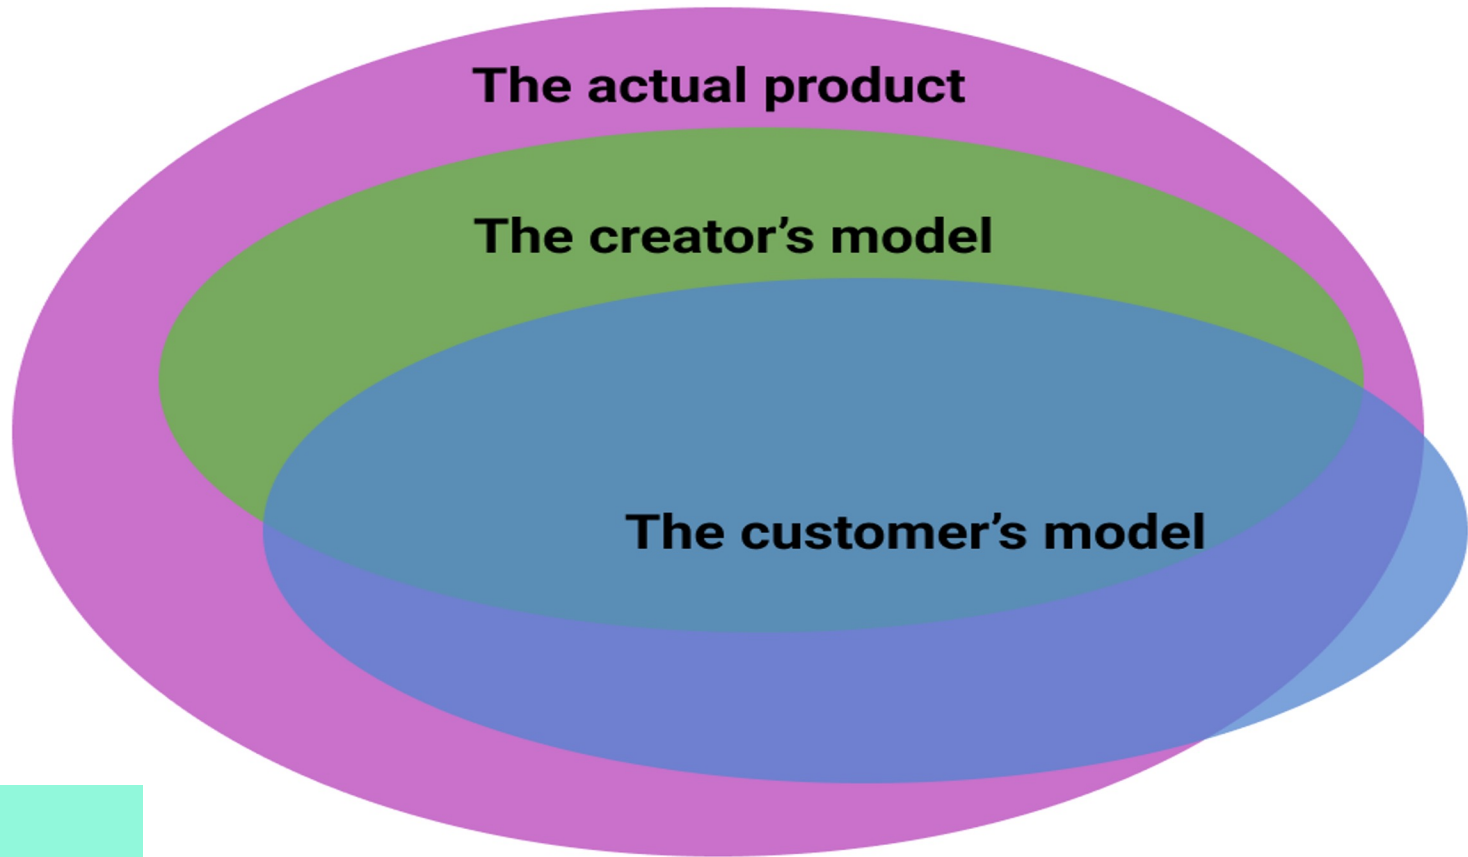 The actual product
The creator’s model
The customer’s model